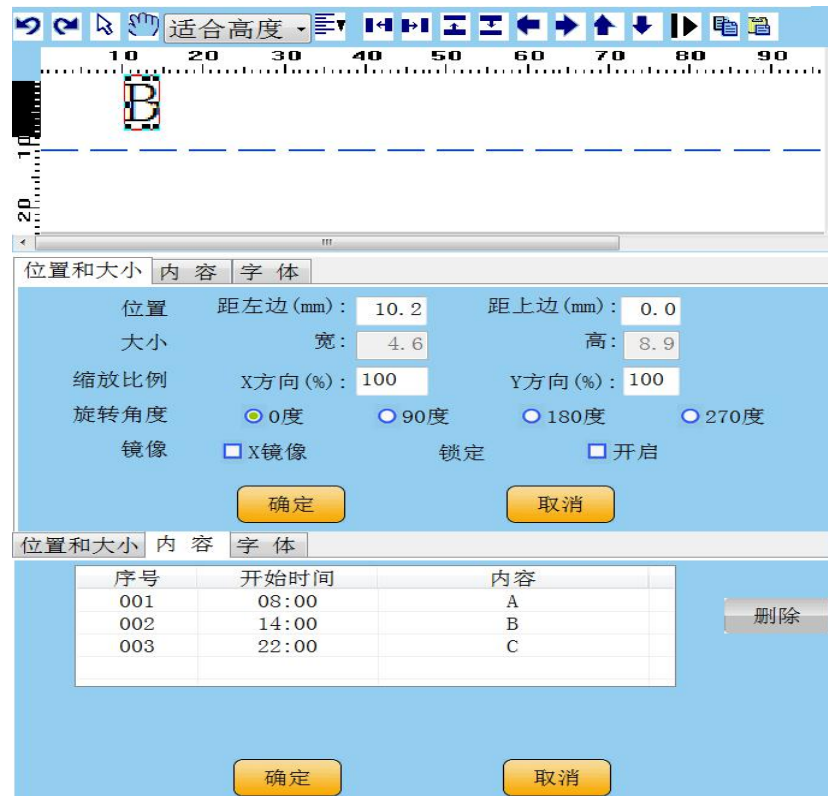 适合高度
10 20 30 40 50 60 70 80 90
B
10
20
位置和大小 内 容 字 体
位置 距左边(mm): 10.2 距上边(mm): 0.0
大小 宽: 4.6 高: 8.9
缩放比例 X方向(%): 100 Y方向(%): 100
旋转角度 0度 90度 180度 270度
镜像 X镜像 锁定 开启
确定 取消
位置和大小 内 容 字 体
序号 开始时间 内容
001 08:00 A
002 14:00 B
003 22:00 C
删除
确定 取消